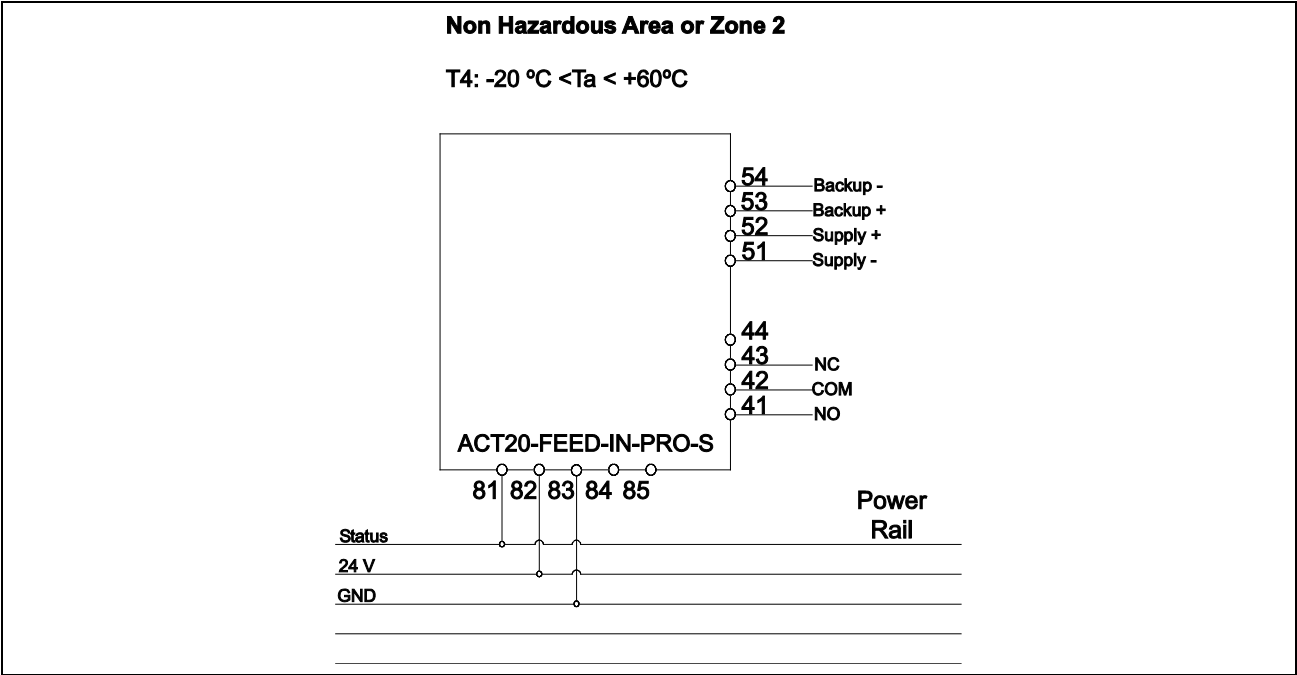 Non Hazardous Area or Zone 2
T4: -20 ºC <Ta < +60ºC
54 Backup -
53 Backup +
52 Supply +
51 Supply -
44
43 NC
42 COM
41 NO
ACT20-FEED-IN-PRO-S
81 82 83 84 85
Power
Rail
Status
24 V
GND